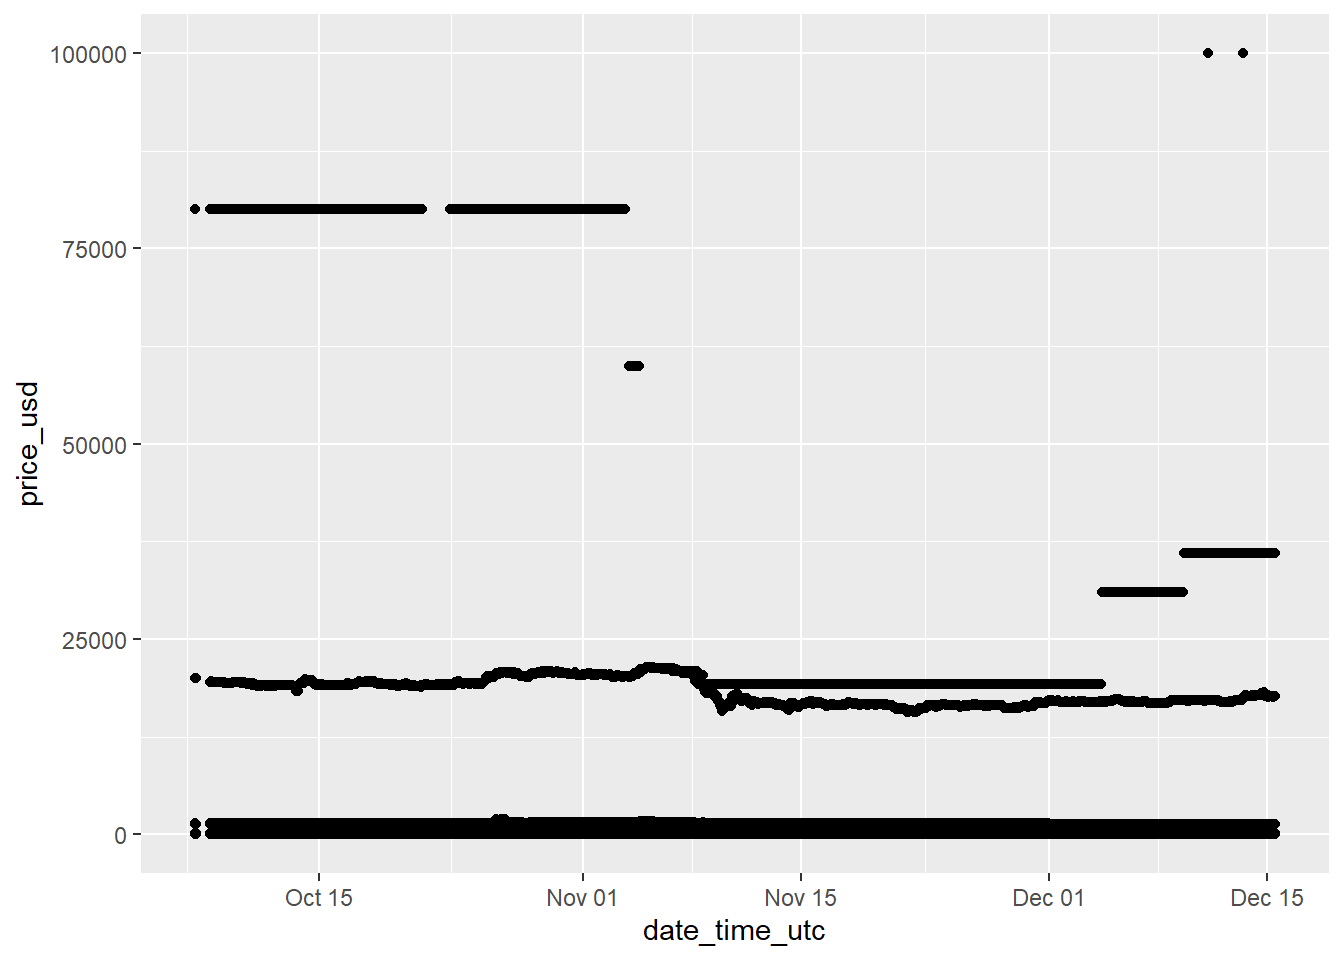 100000
75000
50000
25000
0
price_usd
Oct 15
Nov 01
Nov 15
Dec 01
Dec 15
date_time_utc